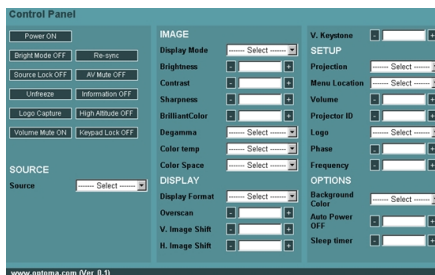 Control Panel
Power ON
Bright Mode OFF
Re-sync
Source Lock OFF
AV Mute OFF
Unfreeze
Information OFF
Logo Capture
High Altitude OFF
Volume Mute ON
Keypad Lock OFF
SOURCE
Source
------- Select -------
IMAGE
Display Mode
------- Select -------
Brightness
- +
Contrast
- +
Sharpness
- +
BrilliantColor
- +
Degamma
------- Select -------
Color temp
------- Select -------
Color Space
------- Select -------
DISPLAY
Display Format
------- Select -------
Overscan
- +
V. Image Shift
- +
H. Image Shift
- +
V. Keystone
- +
SETUP
Projection
------- Select -------
Menu Location
------- Select -------
Volume
- +
Projector ID
- +
Logo
------- Select -------
Phase
- +
Frequency
- +
OPTIONS
Background
Color
------- Select -------
Auto Power
OFF
- +
Sleep timer
- +
www.optoma.com (Ver. 0.1)